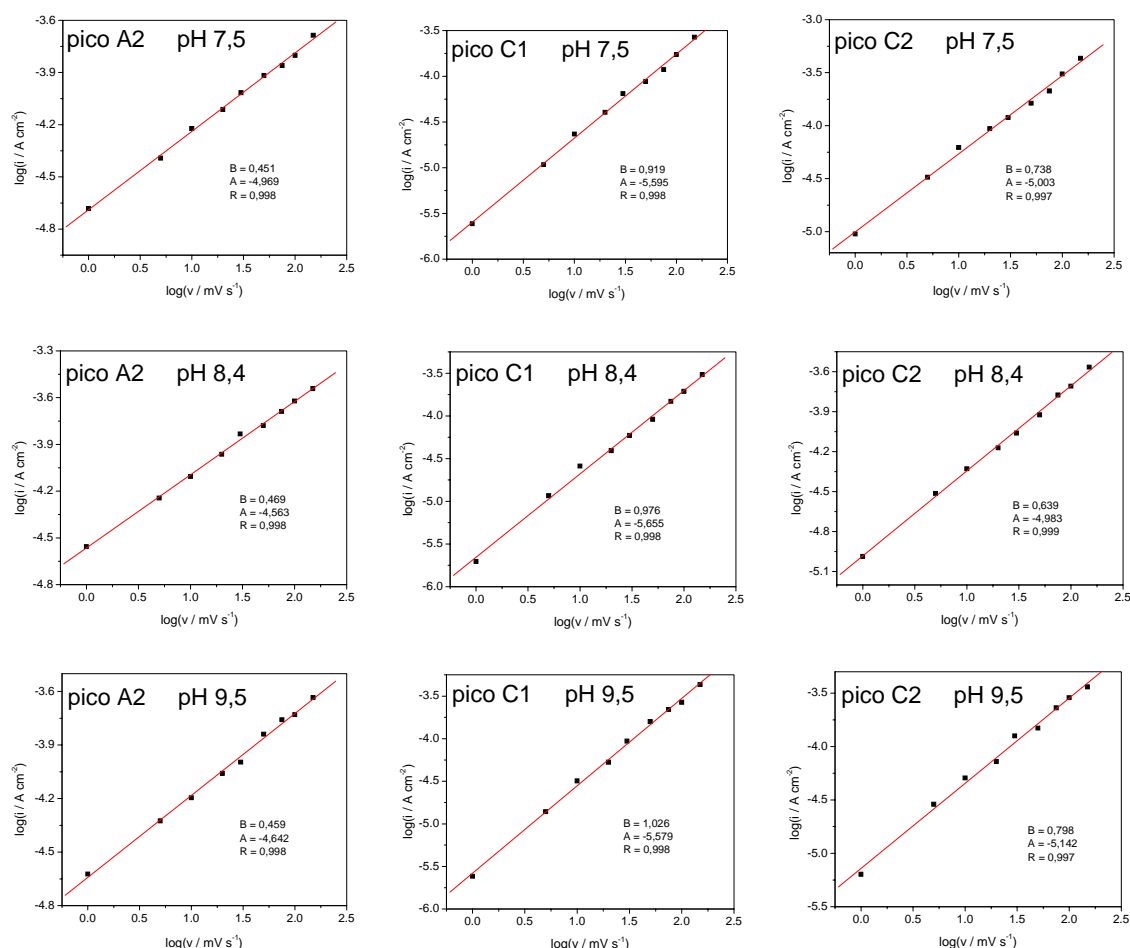 pico A2 pH 7,5
-3.6
-3.9
-4.2
-4.5
-4.8
log(i / A cm⁻²)
B = 0,451
A = -4,969
R = 0,998
0.0 0.5 1.0 1.5 2.0 2.5
log(v / mV s⁻¹)
pico C1 pH 7,5
-3.5
-4.0
-4.5
-5.0
-5.5
-6.0
log(i / A cm⁻²)
B = 0,919
A = -5,595
R = 0,998
0.0 0.5 1.0 1.5 2.0 2.5
log(v / mV s⁻¹)
pico C2 pH 7,5
-3.0
-3.5
-4.0
-4.5
-5.0
log(i / A cm⁻²)
B = 0,738
A = -5,003
R = 0,997
0.0 0.5 1.0 1.5 2.0 2.5
log(v / mV s⁻¹)
pico A2 pH 8,4
-3.3
-3.6
-3.9
-4.2
-4.5
-4.8
log(i / A cm⁻²)
B = 0,469
A = -4,563
R = 0,998
0.0 0.5 1.0 1.5 2.0 2.5
log(v / mV s⁻¹)
pico C1 pH 8,4
-3.5
-4.0
-4.5
-5.0
-5.5
-6.0
log(i / A cm⁻²)
B = 0,976
A = -5,655
R = 0,998
0.0 0.5 1.0 1.5 2.0 2.5
log(v / mV s⁻¹)
pico C2 pH 8,4
-3.6
-3.9
-4.2
-4.5
-4.8
-5.1
log(i / A cm⁻²)
B = 0,639
A = -4,983
R = 0,999
0.0 0.5 1.0 1.5 2.0 2.5
log(v / mV s⁻¹)
pico A2 pH 9,5
-3.6
-3.9
-4.2
-4.5
-4.8
log(i / A cm⁻²)
B = 0,459
A = -4,642
R = 0,998
0.0 0.5 1.0 1.5 2.0 2.5
log(v / mV s⁻¹)
pico C1 pH 9,5
-3.5
-4.0
-4.5
-5.0
-5.5
-6.0
log(i / A cm⁻²)
B = 1,026
A = -5,579
R = 0,998
0.0 0.5 1.0 1.5 2.0 2.5
log(v / mV s⁻¹)
pico C2 pH 9,5
-3.0
-3.5
-4.0
-4.5
-5.0
-5.5
log(i / A cm⁻²)
B = 0,798
A = -5,142
R = 0,997
0.0 0.5 1.0 1.5 2.0 2.5
log(v / mV s⁻¹)